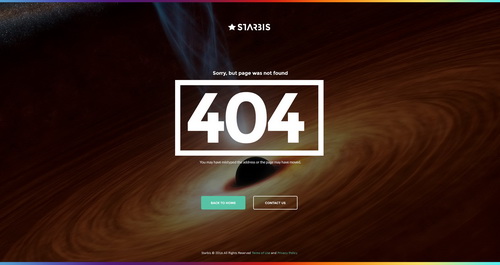 STARBIS
Sorry, but page was not found
404
You may have mistyped the address or the page may have moved.
BACK TO HOME
CONTACT US
Starbis © 2024 All Rights Reserved Terms of Use and Privacy Policy